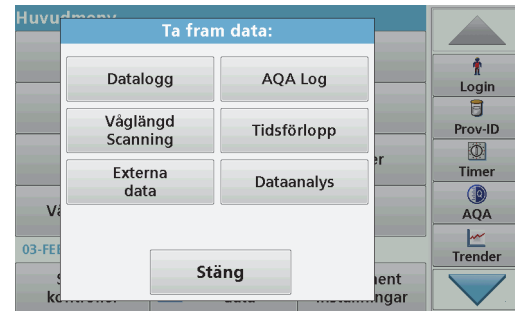 Huvudmeny
Ta fram data:
Datalogg
AQA Log
Våglängd
Scanning
Tidsförlopp
Externa
data
Dataanalys
Stäng
03-FE
Login
Prov-ID
Timer
AQA
Trender